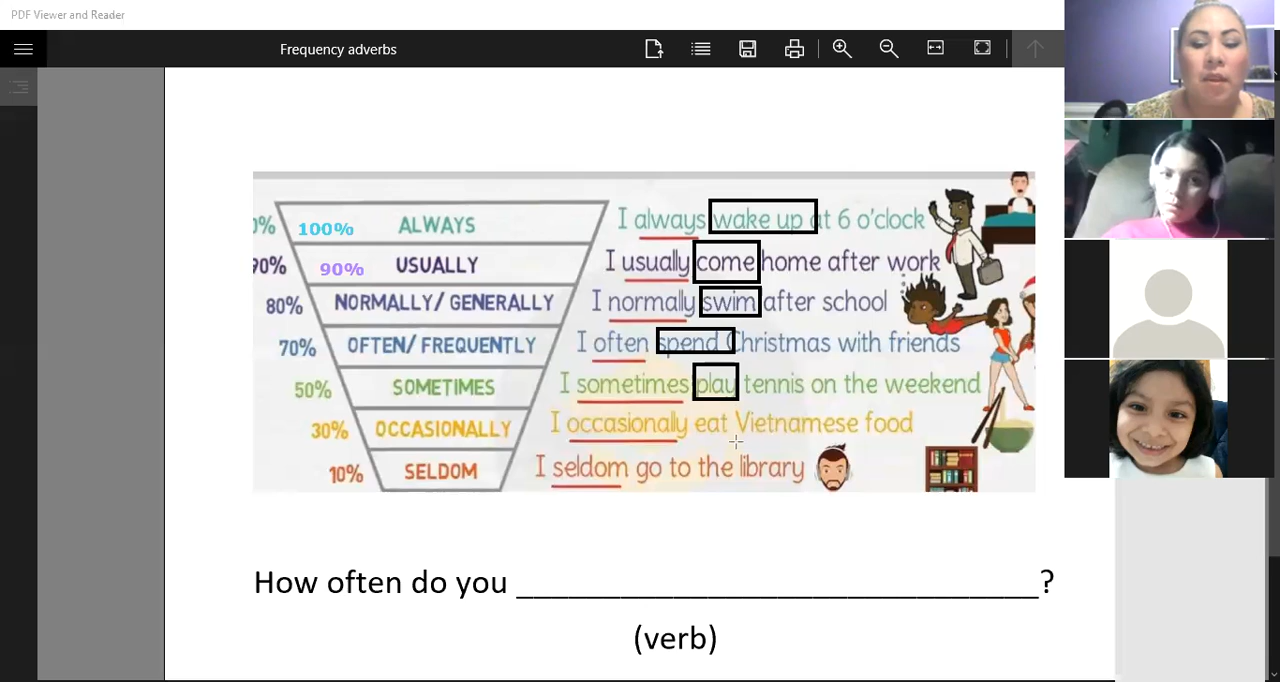 PDF Viewer and Reader
Frequency adverbs
0% 100% ALWAYS I always wake up at 6 o'clock
90% 90% USUALLY I usually come home after work
80% NORMALLY/ GENERALLY I normally swim after school
70% OFTEN/ FREQUENTLY I often spend Christmas with friends
50% SOMETIMES I sometimes play tennis on the weekend
30% OCCASIONALLY I occasionally eat Vietnamese food
10% SELDOM I seldom go to the library
How often do you ______________________________?
(verb)